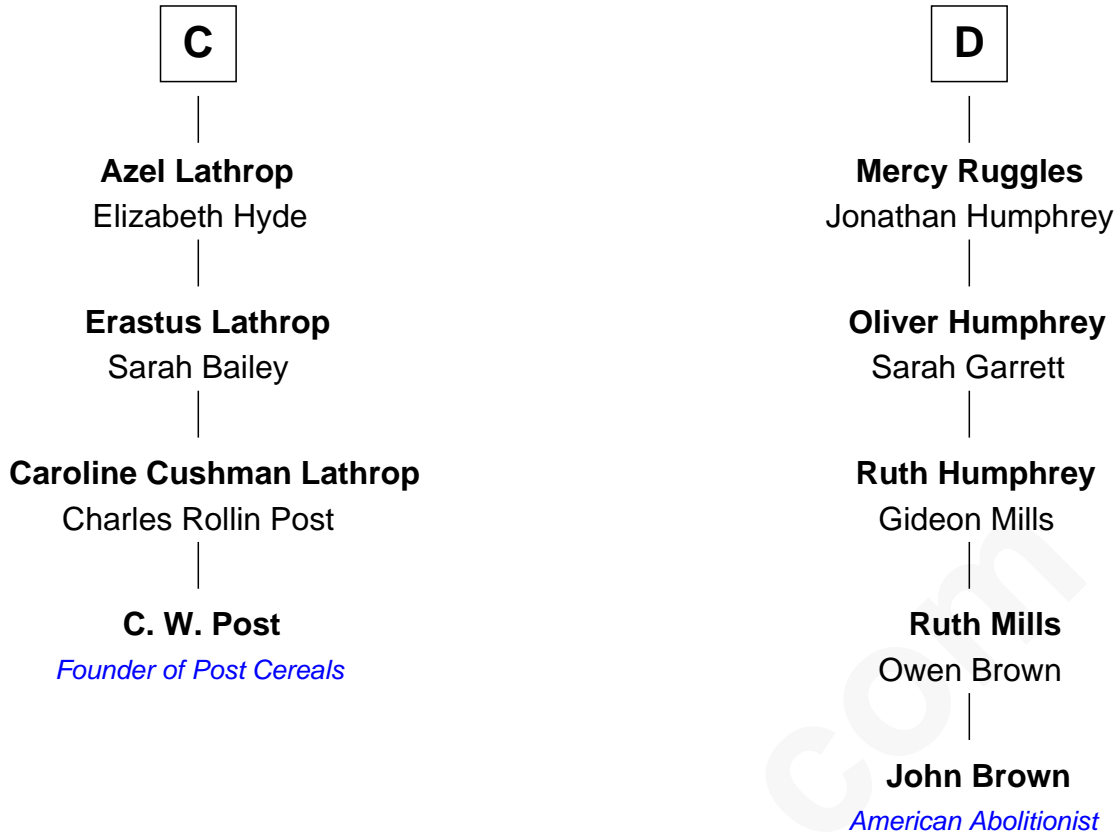 C
Azel Lathrop
Elizabeth Hyde
Erastus Lathrop
Sarah Bailey
Caroline Cushman Lathrop
Charles Rollin Post
C. W. Post
Founder of Post Cereals
D
Mercy Ruggles
Jonathan Humphrey
Oliver Humphrey
Sarah Garrett
Ruth Humphrey
Gideon Mills
Ruth Mills
Owen Brown
John Brown
American Abolitionist
com